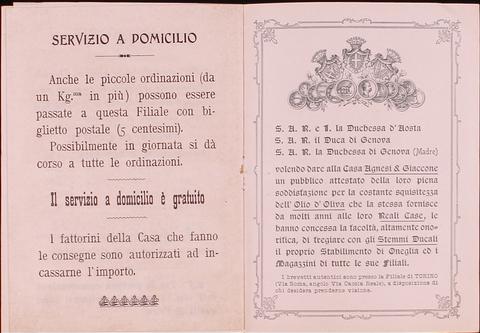 SERVIZIO A DOMICILIO
Anche le piccole ordinazioni (da
un Kg.mo in più) possono essere
passate a questa Filiale con bi-
glietto postale (5 centesimi).
Possibilmente in giornata si dà
corso a tutte le ordinazioni.
Il servizio a domicilio è gratuito
I fattorini della Casa che fanno
le consegne sono autorizzati ad in-
cassarne l'importo.
S. A. R. e I. la Duchessa d'Aosta
S. A. R. il Duca di Genova
S. A. R. la Duchessa di Genova (Madre)
volendo dare alla Casa Agnesi & Giaccone
un pubblico attestato della loro piena
soddisfazione per la costante squisitezza
dell'Olio d'Oliva che la stessa fornisce
da molti anni alle loro Reali Case, le
hanno concessa la facoltà, altamente ono-
rifica, di fregiare con gli Stemmi Ducali
il proprio Stabilimento di Oneglia ed i
Magazzini di tutte le sue Filiali.
I brevetti autentici sono presso la Filiale di TORINO
(Via Roma, angolo Via Caccia Reale), a disposizione di
chi desidera prenderne visione.